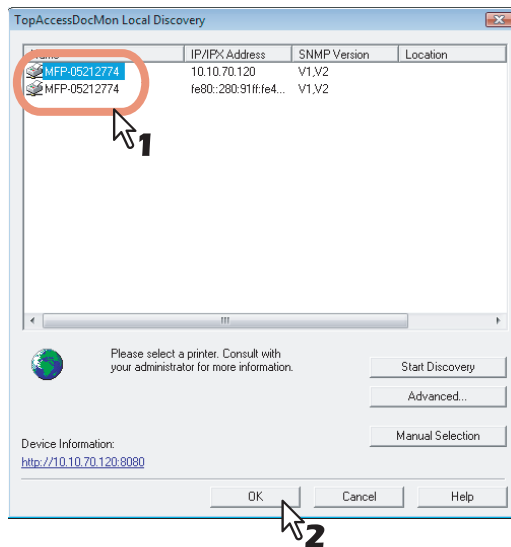 TopAccessDocMon Local Discovery
IP/IPX Address SNMP Version Location
MFP-05212774 10.10.70.120 V1,V2
MFP-05212774 fe80::280:91ff:fe4... V1,V2
1
Please select a printer. Consult with
your administrator for more information.
Start Discovery
Advanced...
Manual Selection
Device Information:
http://10.10.70.120:8080
OK Cancel Help
2